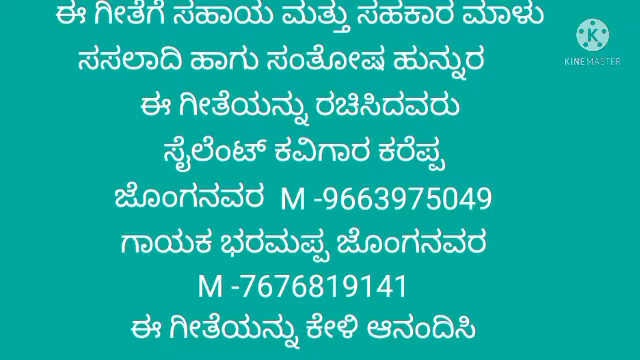 ಈ ಗೀತೆಗೆ ಸಹಾಯ ಮತ್ತು ಸಹಕಾರ ಮಾಳು
ಸಸಲಾದಿ ಹಾಗು ಸಂತೋಷ ಹುನ್ನುರ
ಈ ಗೀತೆಯನ್ನು ರಚಿಸಿದವರು
ಸೈಲೆಂಟ್ ಕವಿಗಾರ ಕರೆಪ್ಪ
ಜೊಂಗನವರ M -9663975049
ಗಾಯಕ ಭರಮಪ್ಪ ಜೊಂಗನವರ
M -7676819141
ಈ ಗೀತೆಯನ್ನು ಕೇಳಿ ಆನಂದಿಸಿ
K
KINEMASTER